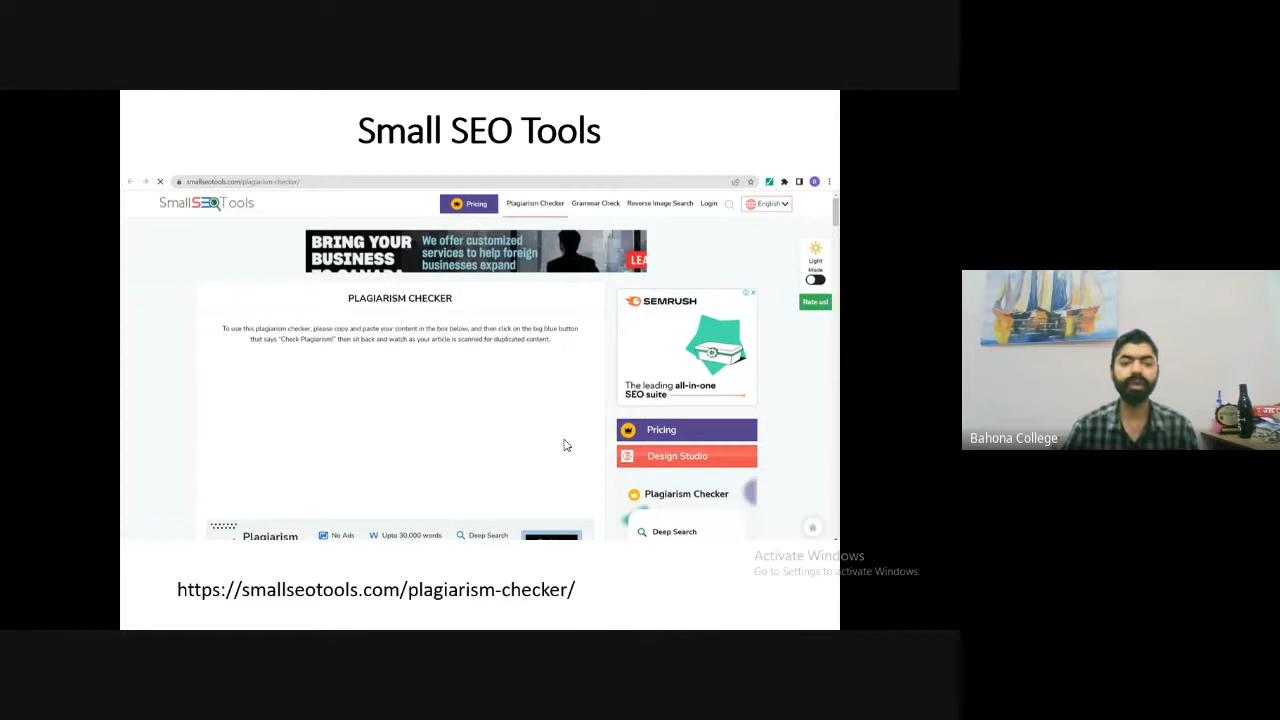 Small SEO Tools
smallseotools.com/plagiarism-checker/
SmallSEOTools
Pricing
Plagiarism Checker
Grammar Check
Reverse Image Search
Login
English
BRING YOUR
BUSINESS
We offer customized
services to help foreign
businesses expand
LEA
Light
Mode
Rate us!
PLAGIARISM CHECKER
To use this plagiarism checker, please copy and paste your content in the box below, and then click on the big blue button
that says "Check Plagiarism!" then sit back and watch as your article is scanned for duplicated content.
SEMRUSH
The leading all-in-one
SEO suite
Pricing
Design Studio
Plagiarism Checker
Deep Search
Plagiarism
No Ads
Upto 30,000 words
Deep Search
https://smallseotools.com/plagiarism-checker/
Activate Windows
Go to Settings to activate Windows.
Bahona College